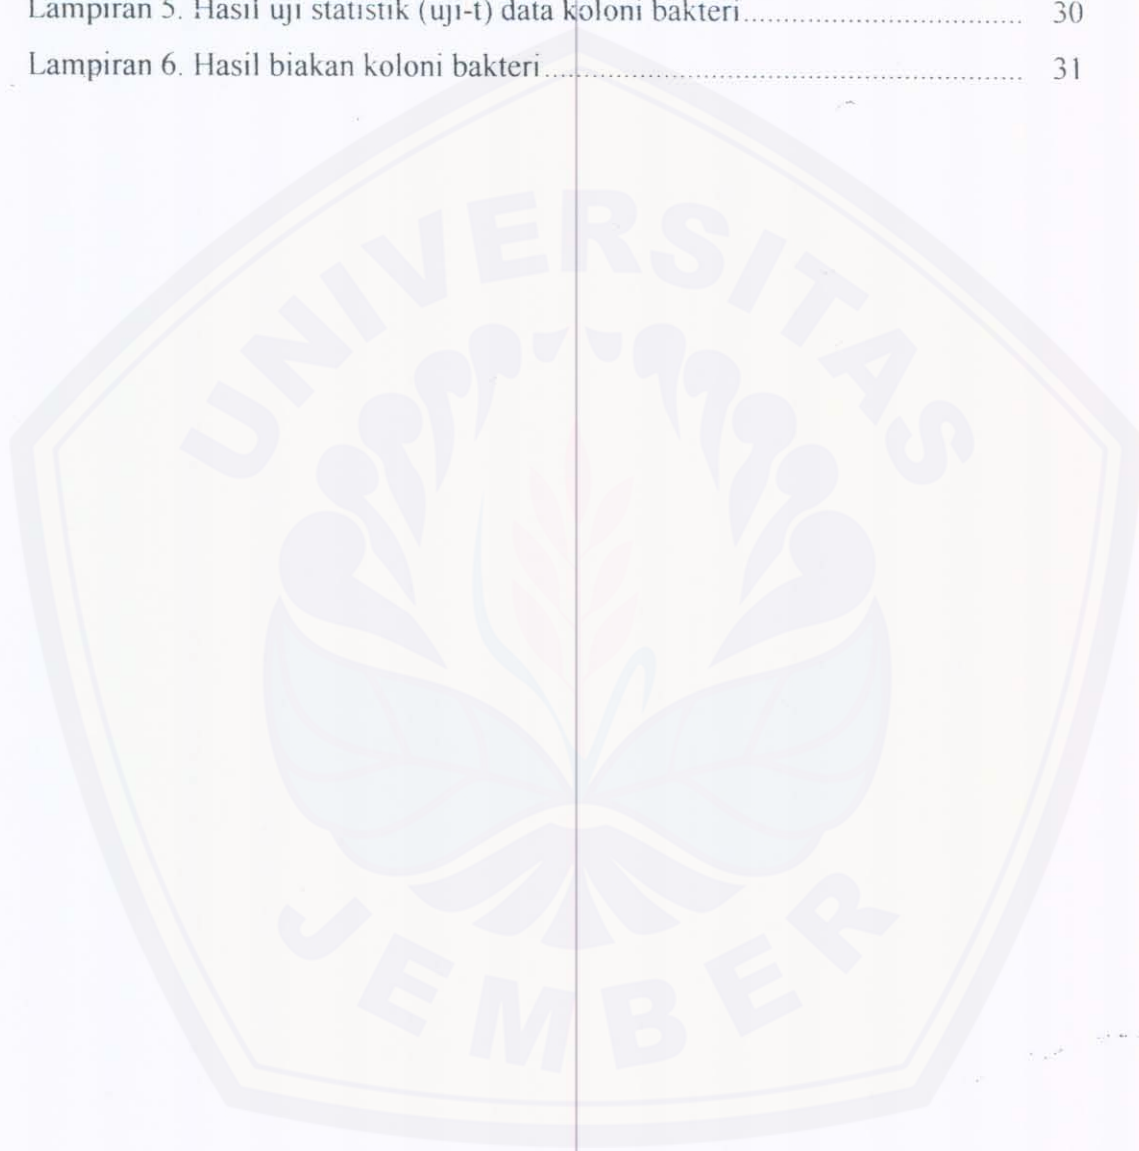 Lampiran 5. Hasil uji statistik (uji-t) data koloni bakteri.................................. 30
Lampiran 6. Hasil biakan koloni bakteri.......................................................... 31
UNIVERSITAS
JEMBER